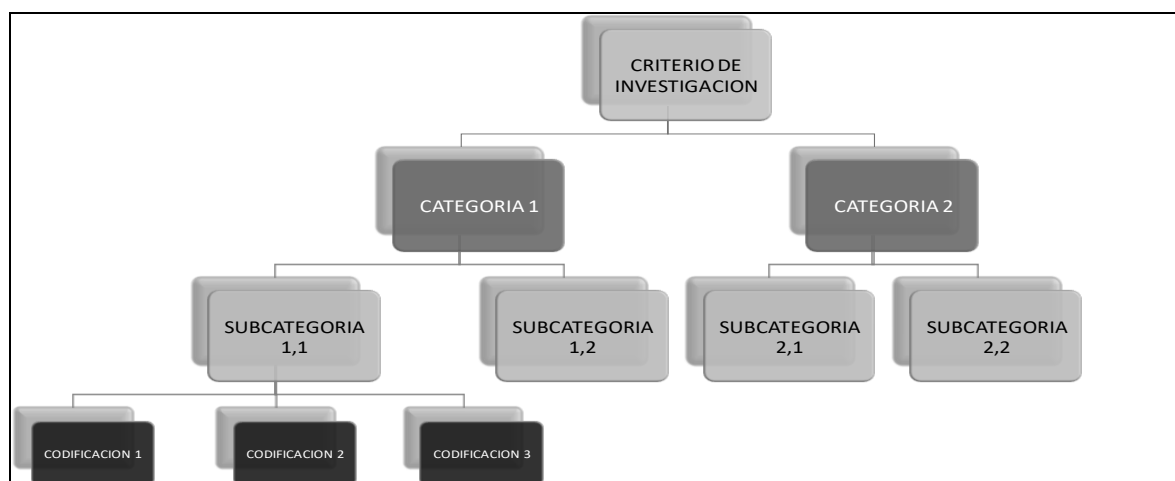 CRITERIO DE
INVESTIGACION
CATEGORIA 1
CATEGORIA 2
SUBCATEGORIA
1,1
SUBCATEGORIA
1,2
SUBCATEGORIA
2,1
SUBCATEGORIA
2,2
CODIFICACION 1
CODIFICACION 2
CODIFICACION 3